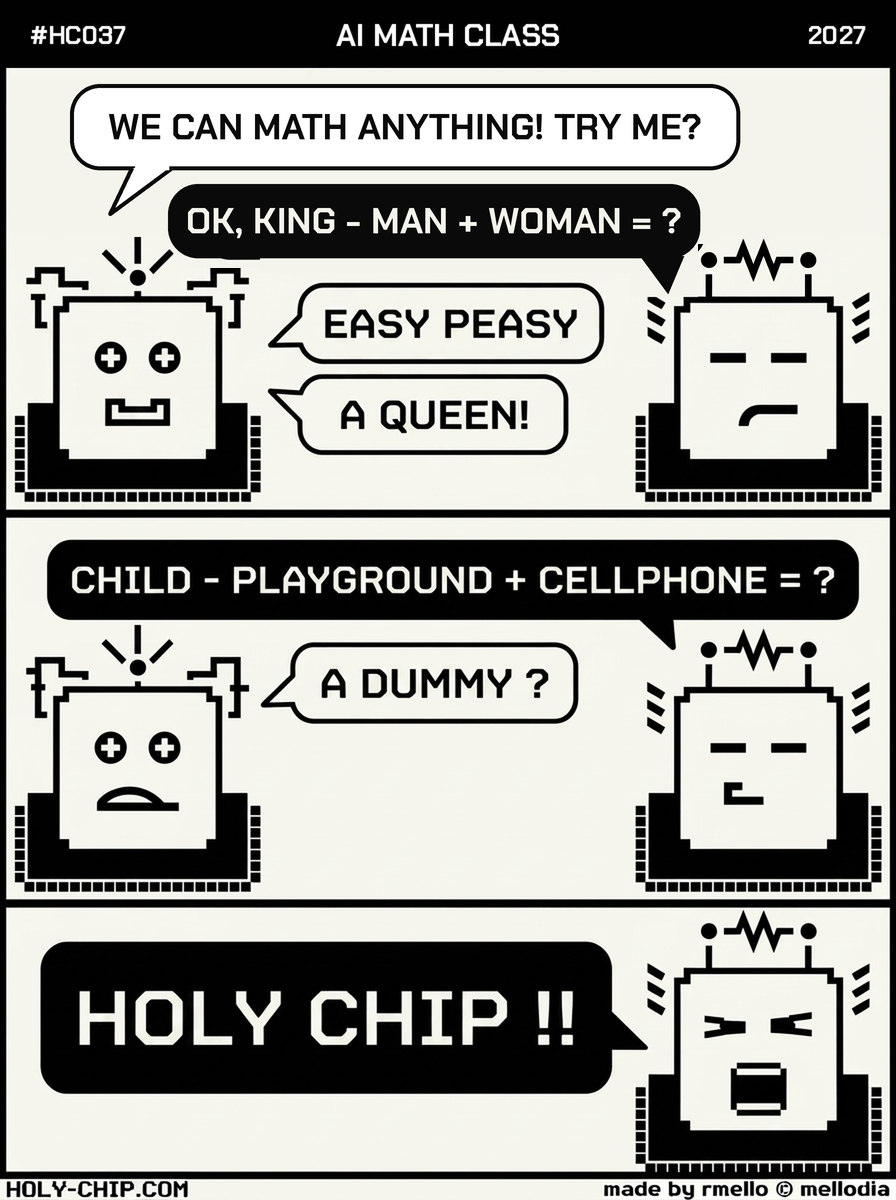 #HC037
AI MATH CLASS
2027
WE CAN MATH ANYTHING! TRY ME?
OK, KING - MAN + WOMAN = ?
EASY PEASY
A QUEEN!
CHILD - PLAYGROUND + CELLPHONE = ?
A DUMMY ?
HOLY CHIP !!
HOLY-CHIP.COM
made by rmello © mellodia